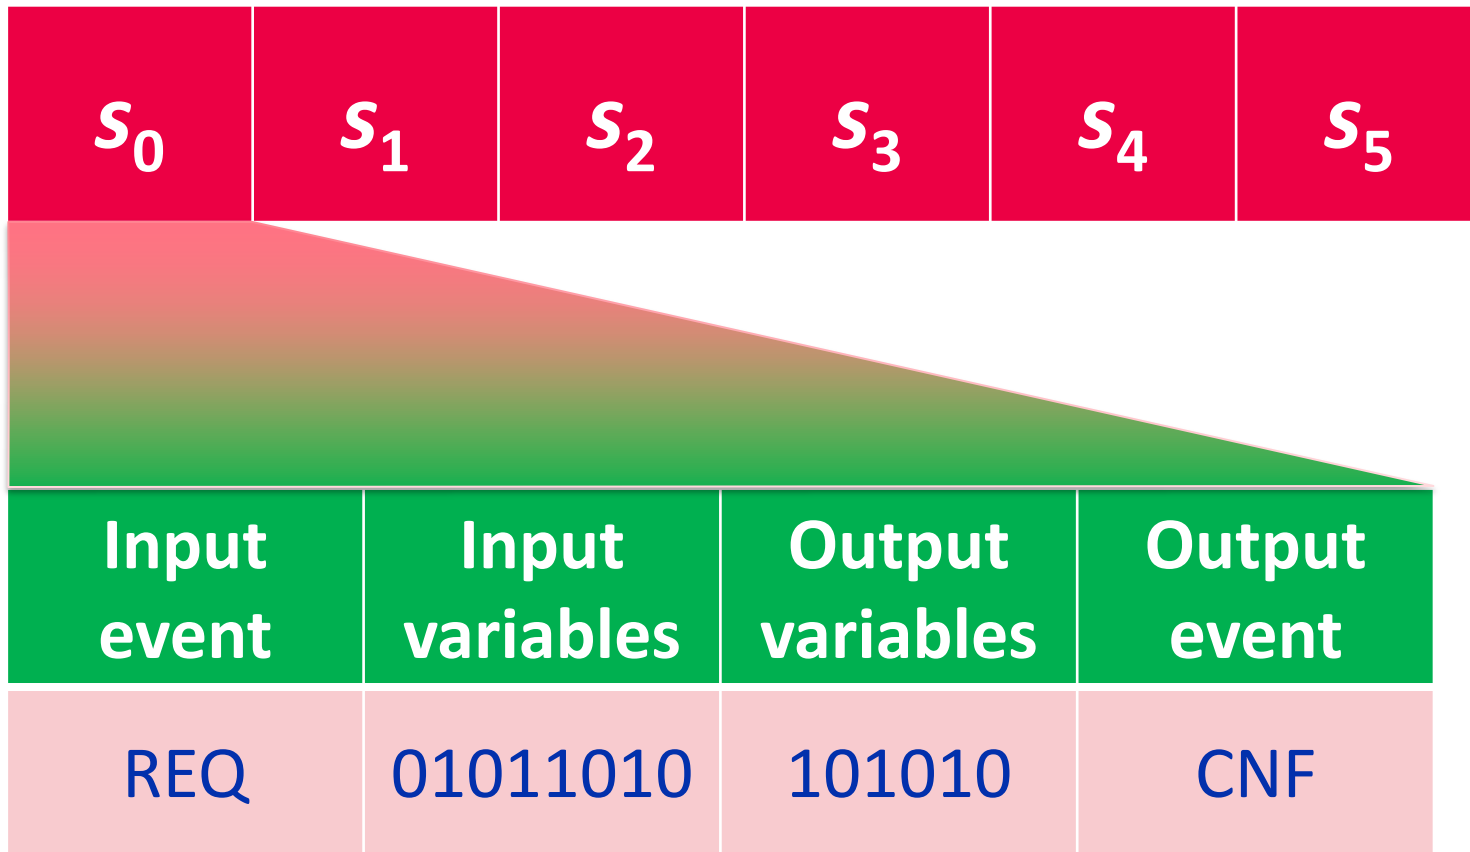 s0 s1 s2 s3 s4 s5
Input event Input variables Output variables Output event
REQ 01011010 101010 CNF